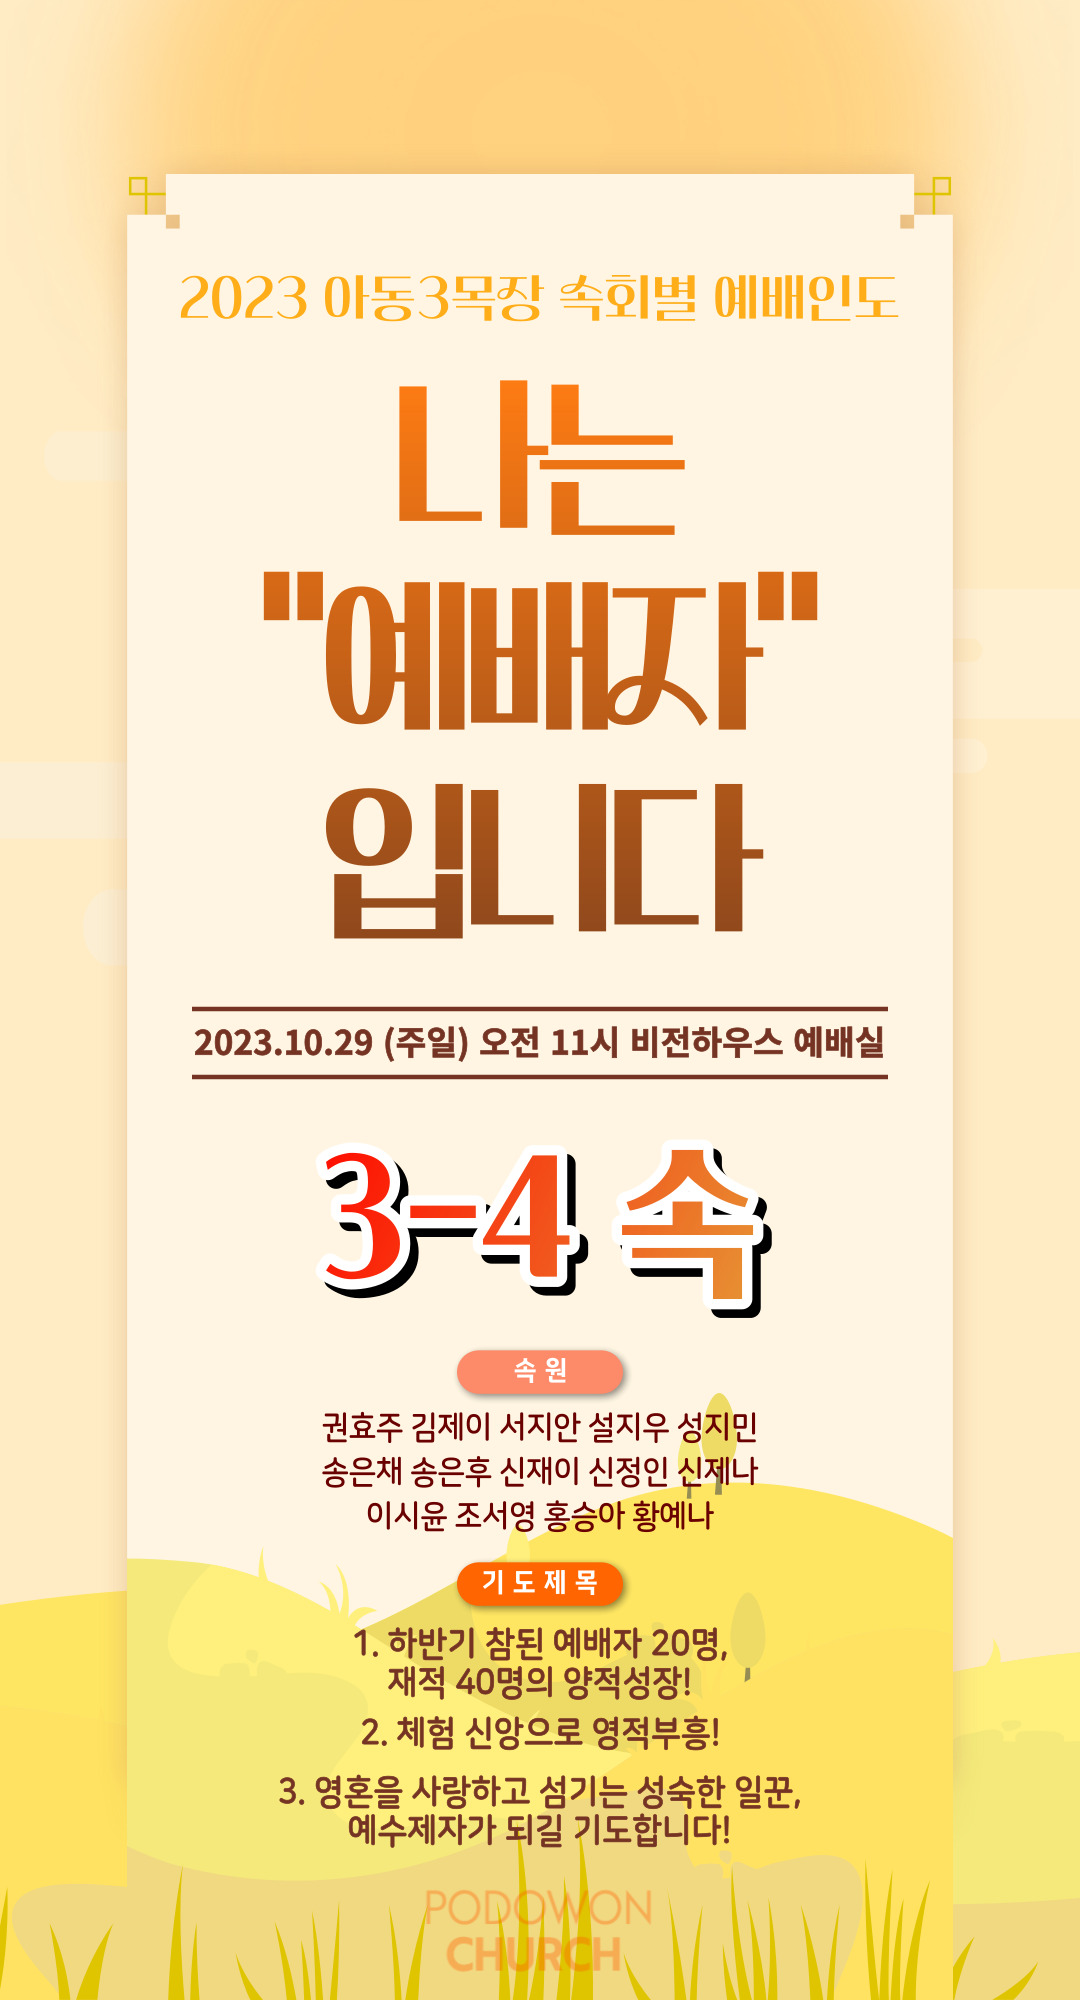 2023 아동3목장 속회별 예배인도
나는
"예배자"
입니다
2023.10.29 (주일) 오전 11시 비전하우스 예배실
3-4 속
속 원
권효주 김제이 서지안 설지우 성지민
송은채 송은후 신재이 신정인 신제나
이시윤 조서영 홍승아 황예나
기 도 제 목
1. 하반기 참된 예배자 20명,
재적 40명의 양적성장!
2. 체험 신앙으로 영적부흥!
3. 영혼을 사랑하고 섬기는 성숙한 일꾼,
예수제자가 되길 기도합니다!
PODOWON
CHURCH